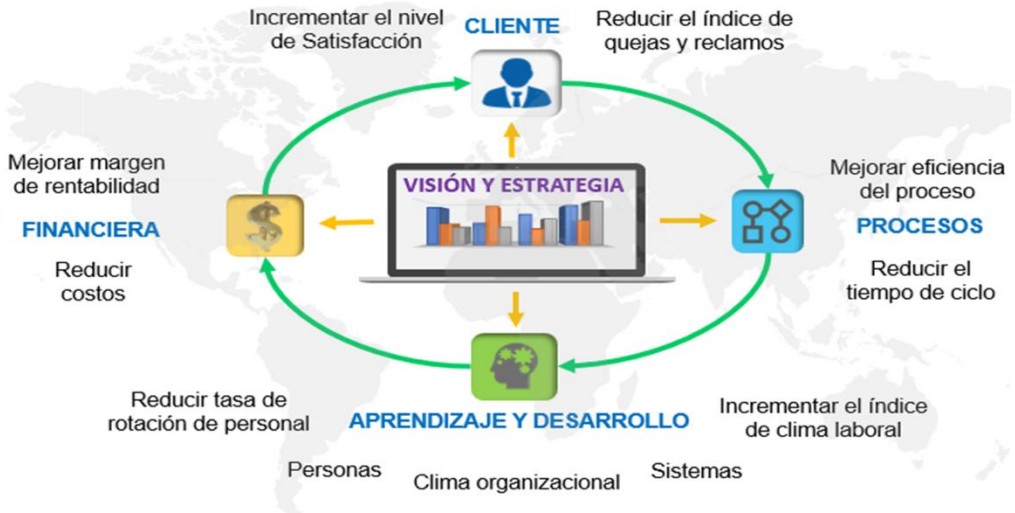 Incrementar el nivel
de Satisfacción
CLIENTE
Reducir el índice de
quejas y reclamos
Mejorar margen
de rentabilidad
FINANCIERA
Reducir
costos
VISIÓN Y ESTRATEGIA
Mejorar eficiencia
del proceso
PROCESOS
Reducir el
tiempo de ciclo
Reducir tasa de
rotación de personal
APRENDIZAJE Y DESARROLLO
Incrementar el índice
de clima laboral
Personas
Clima organizacional
Sistemas